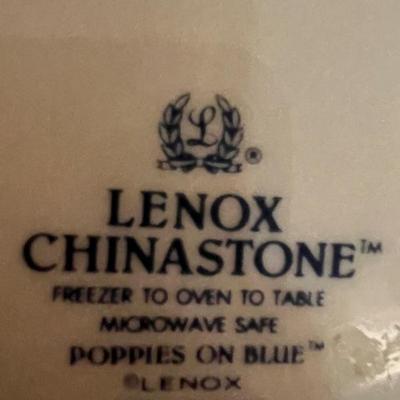 L ®
LENOX
CHINASTONE™
FREEZER TO OVEN TO TABLE
MICROWAVE SAFE
POPPIES ON BLUE™
©LENOX